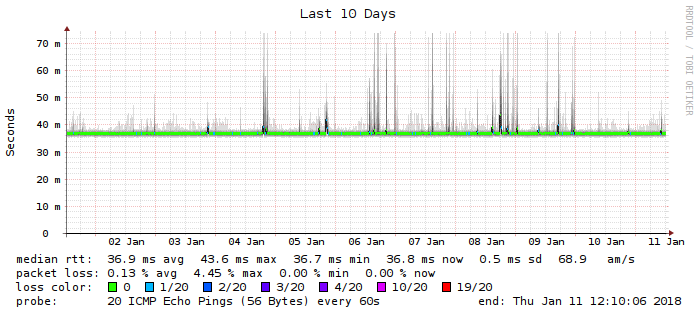 Last 10 Days
RRDTOOL / TOBI OETIKER
Seconds
70 m
60 m
50 m
40 m
30 m
20 m
10 m
0
02 Jan 03 Jan 04 Jan 05 Jan 06 Jan 07 Jan 08 Jan 09 Jan 10 Jan 11 Jan
median rtt: 36.9 ms avg 43.6 ms max 36.7 ms min 36.8 ms now 0.5 ms sd 68.9 am/s
packet loss: 0.13 % avg 4.45 % max 0.00 % min 0.00 % now
loss color: 0 1/20 2/20 3/20 4/20 10/20 19/20
probe: 20 ICMP Echo Pings (56 Bytes) every 60s end: Thu Jan 11 12:10:06 2018